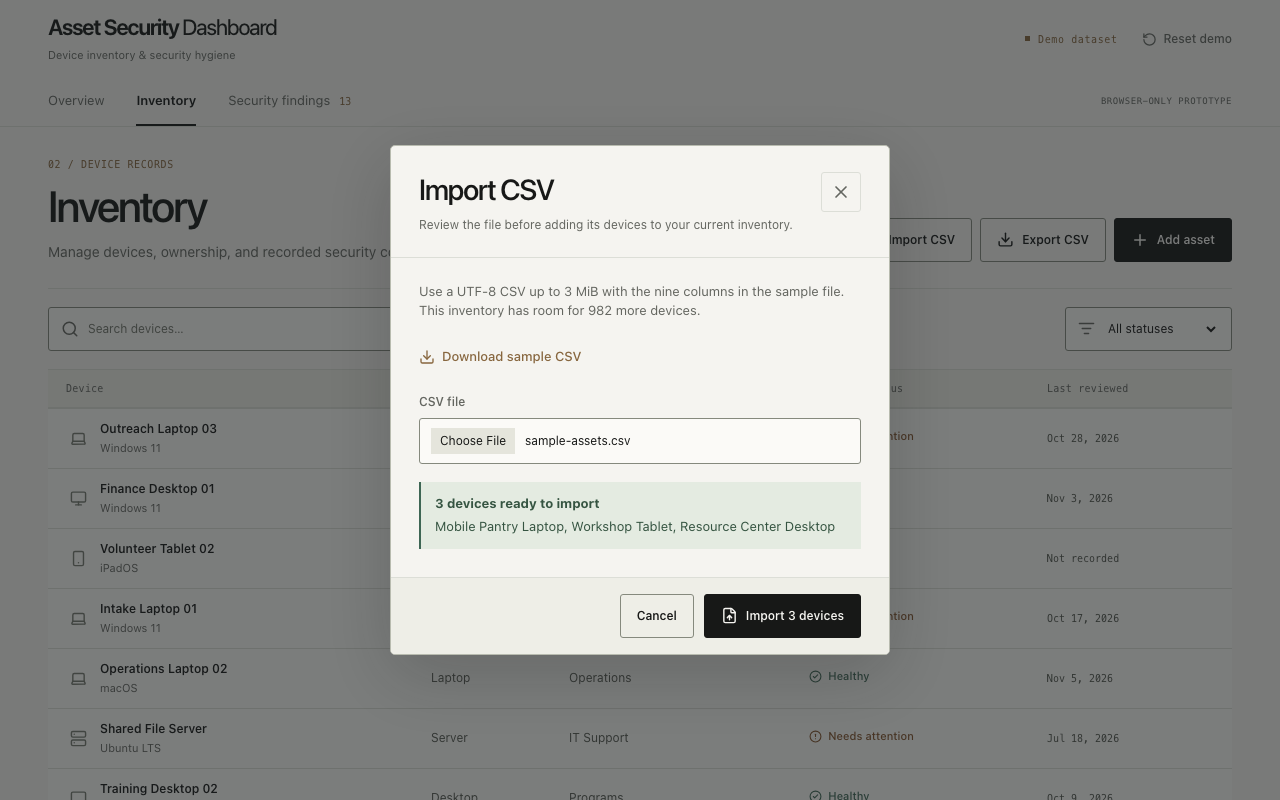 Asset Security Dashboard
Device inventory & security hygiene
Demo dataset
Reset demo
Overview
Inventory
Security findings 13
BROWSER-ONLY PROTOTYPE
02 / DEVICE RECORDS
Inventory
Manage devices, ownership, and recorded security
Import CSV
Export CSV
Add asset
Search devices...
All statuses
Import CSV
Review the file before adding its devices to your current inventory.
Use a UTF-8 CSV up to 3 MiB with the nine columns in the sample file.
This inventory has room for 982 more devices.
Download sample CSV
CSV file
Choose File sample-assets.csv
3 devices ready to import
Mobile Pantry Laptop, Workshop Tablet, Resource Center Desktop
Cancel
Import 3 devices
Device
Last reviewed
Outreach Laptop 03
Windows 11
Oct 28, 2026
Finance Desktop 01
Windows 11
Nov 3, 2026
Volunteer Tablet 02
iPadOS
Not recorded
Intake Laptop 01
Windows 11
Oct 17, 2026
Operations Laptop 02
macOS
Laptop
Operations
Healthy
Nov 5, 2026
Shared File Server
Ubuntu LTS
Server
IT Support
Needs attention
Jul 18, 2026
Training Desktop 02
Desktop
Programs
Healthy
Oct 9, 2026